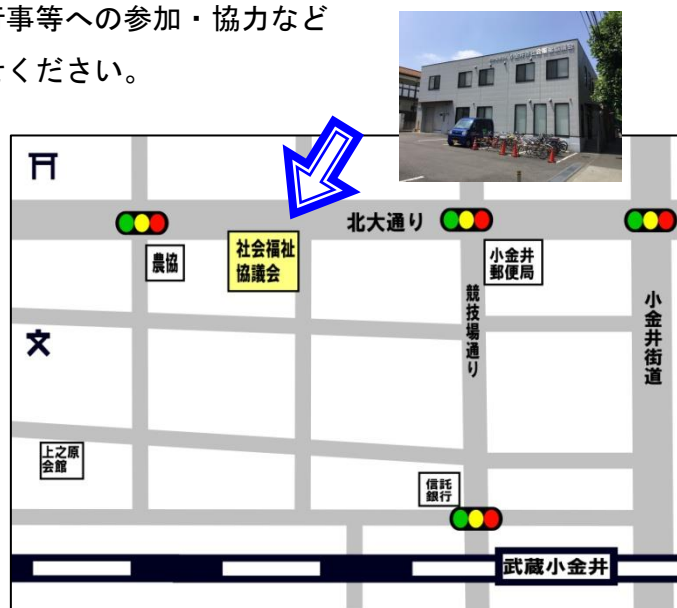 行事等への参加・協力など
せください。
北大通り
農協
社会福祉
協議会
小金井
郵便局
競技場通り
小金井街道
上之原
会館
信託
銀行
武蔵小金井